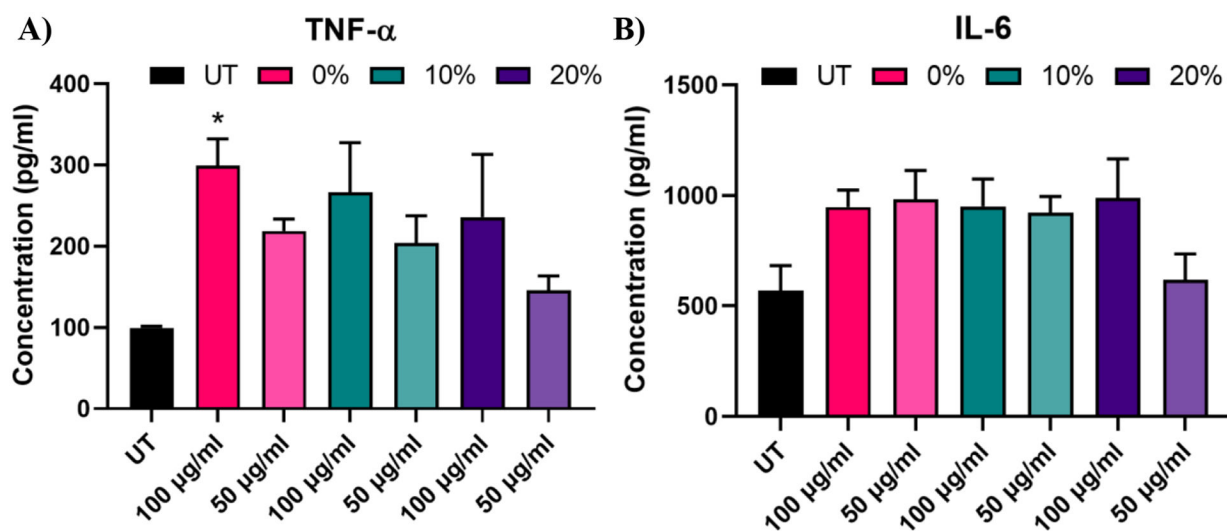 A)
TNF-α
UT 0% 10% 20%
Concentration (pg/ml)
400
300
200
100
0
*
UT
100 µg/ml
50 µg/ml
100 µg/ml
50 µg/ml
100 µg/ml
50 µg/ml
B)
IL-6
UT 0% 10% 20%
Concentration (pg/ml)
1500
1000
500
0
UT
100 µg/ml
50 µg/ml
100 µg/ml
50 µg/ml
100 µg/ml
50 µg/ml